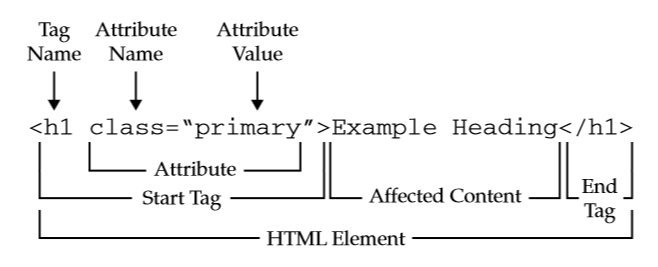 Tag Attribute Attribute
Name Name Value
<h1 class=“primary”>Example Heading</h1>
Attribute
Start Tag
Affected Content
End
Tag
HTML Element